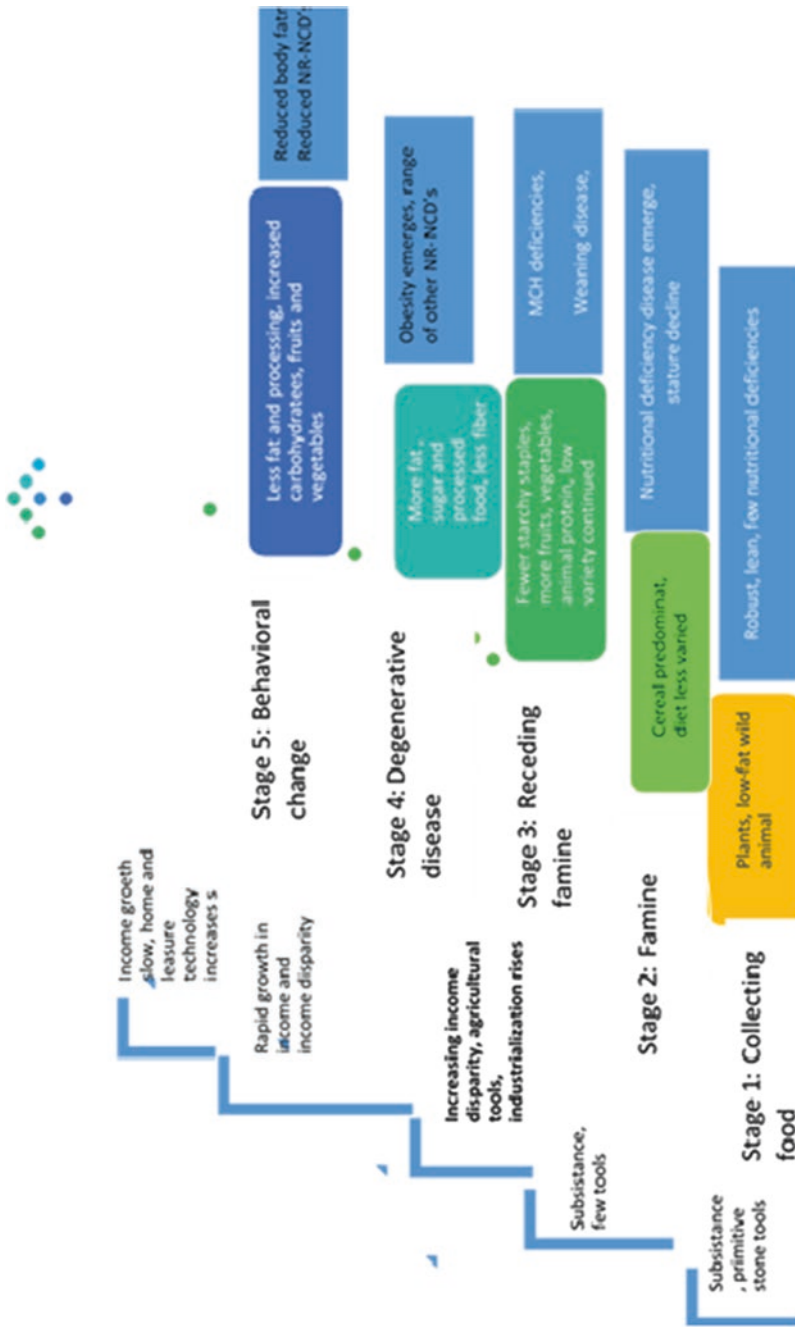 Income groeth
slow, home and
leasure
technology
increases s
Rapid growth in
income and
income disparity
Increasing income
disparity, agricultural
tools,
industrialization rises
Subsistance,
few tools
Subsistance
, primitive
stone tools
Stage 5: Behavioral
change
Stage 4: Degenerative
disease
Stage 3: Receding
famine
Stage 2: Famine
Stage 1: Collecting
food
Less fat and processing, increased
carbohydratees, fruits and
vegetables
More fat ,
sugar and
processed
food, less fiber
Fewer starchy staples,
more fruits, vegetables,
animal protein, low
variety continued
Cereal predominat,
diet less varied
Plants, low-fat wild
animal
Reduced body fatn
Reduced NR-NCD's
Obesity emerges, range
of other NR-NCD's
MCH deficiencies,
Weaning disease,
Nutritional deficiency disease emerge,
stature decline
Robust, lean, few nutritional deficiencies